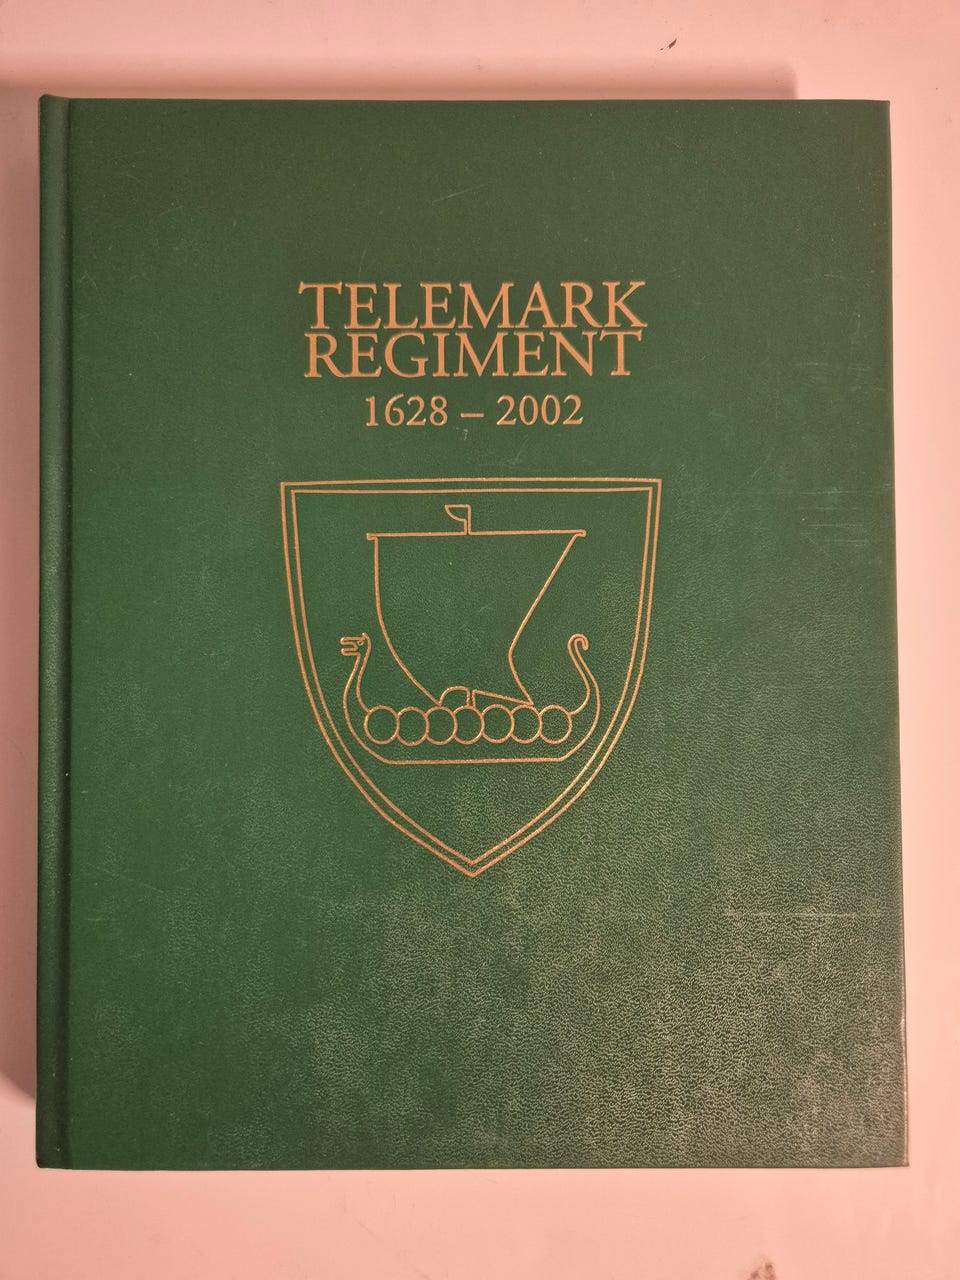 TELEMARK
REGIMENT
1628 – 2002